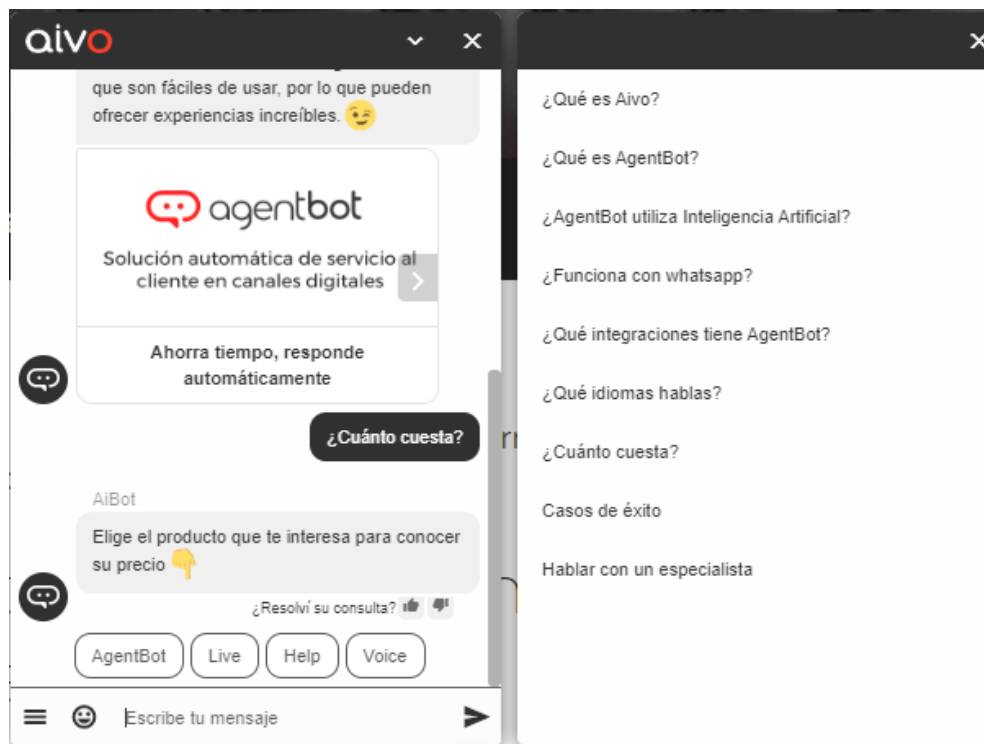 aivo
que son fáciles de usar, por lo que pueden
ofrecer experiencias increíbles.
agentbot
Solución automática de servicio al
cliente en canales digitales
Ahorra tiempo, responde
automáticamente
¿Cuánto cuesta?
AiBot
Elige el producto que te interesa para conocer
su precio
¿Resolví su consulta?
AgentBot
Live
Help
Voice
Escribe tu mensaje
¿Qué es Aivo?
¿Qué es AgentBot?
¿AgentBot utiliza Inteligencia Artificial?
¿Funciona con whatsapp?
¿Qué integraciones tiene AgentBot?
¿Qué idiomas hablas?
¿Cuánto cuesta?
Casos de éxito
Hablar con un especialista